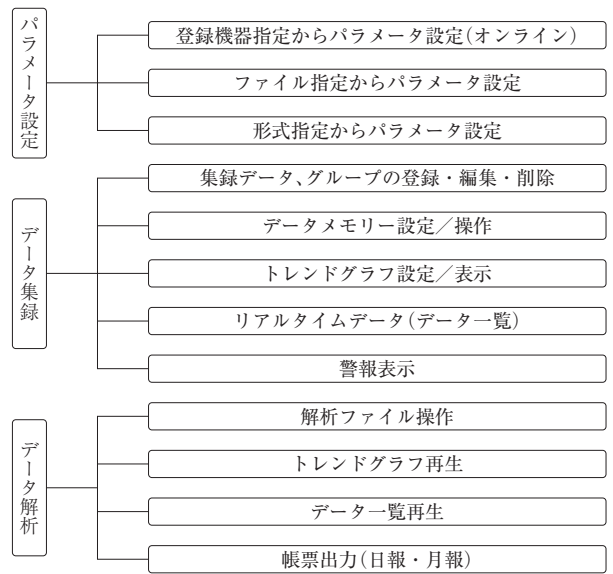 パラメータ設定
登録機器指定からパラメータ設定(オンライン)
ファイル指定からパラメータ設定
形式指定からパラメータ設定
データ集録
集録データ、グループの登録・編集・削除
データメモリー設定／操作
トレンドグラフ設定／表示
リアルタイムデータ(データ一覧)
警報表示
データ解析
解析ファイル操作
トレンドグラフ再生
データ一覧再生
帳票出力(日報・月報)